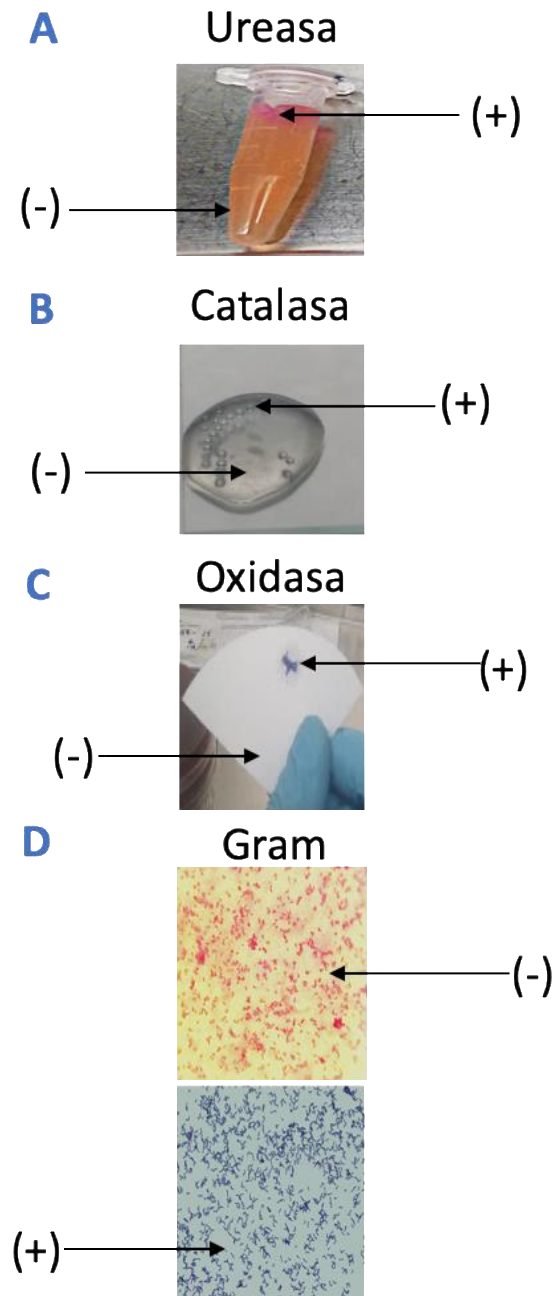 A
Ureasa
(+)
(-)
B
Catalasa
(+)
(-)
C
Oxidasa
(+)
(-)
D
Gram
(-)
(+)